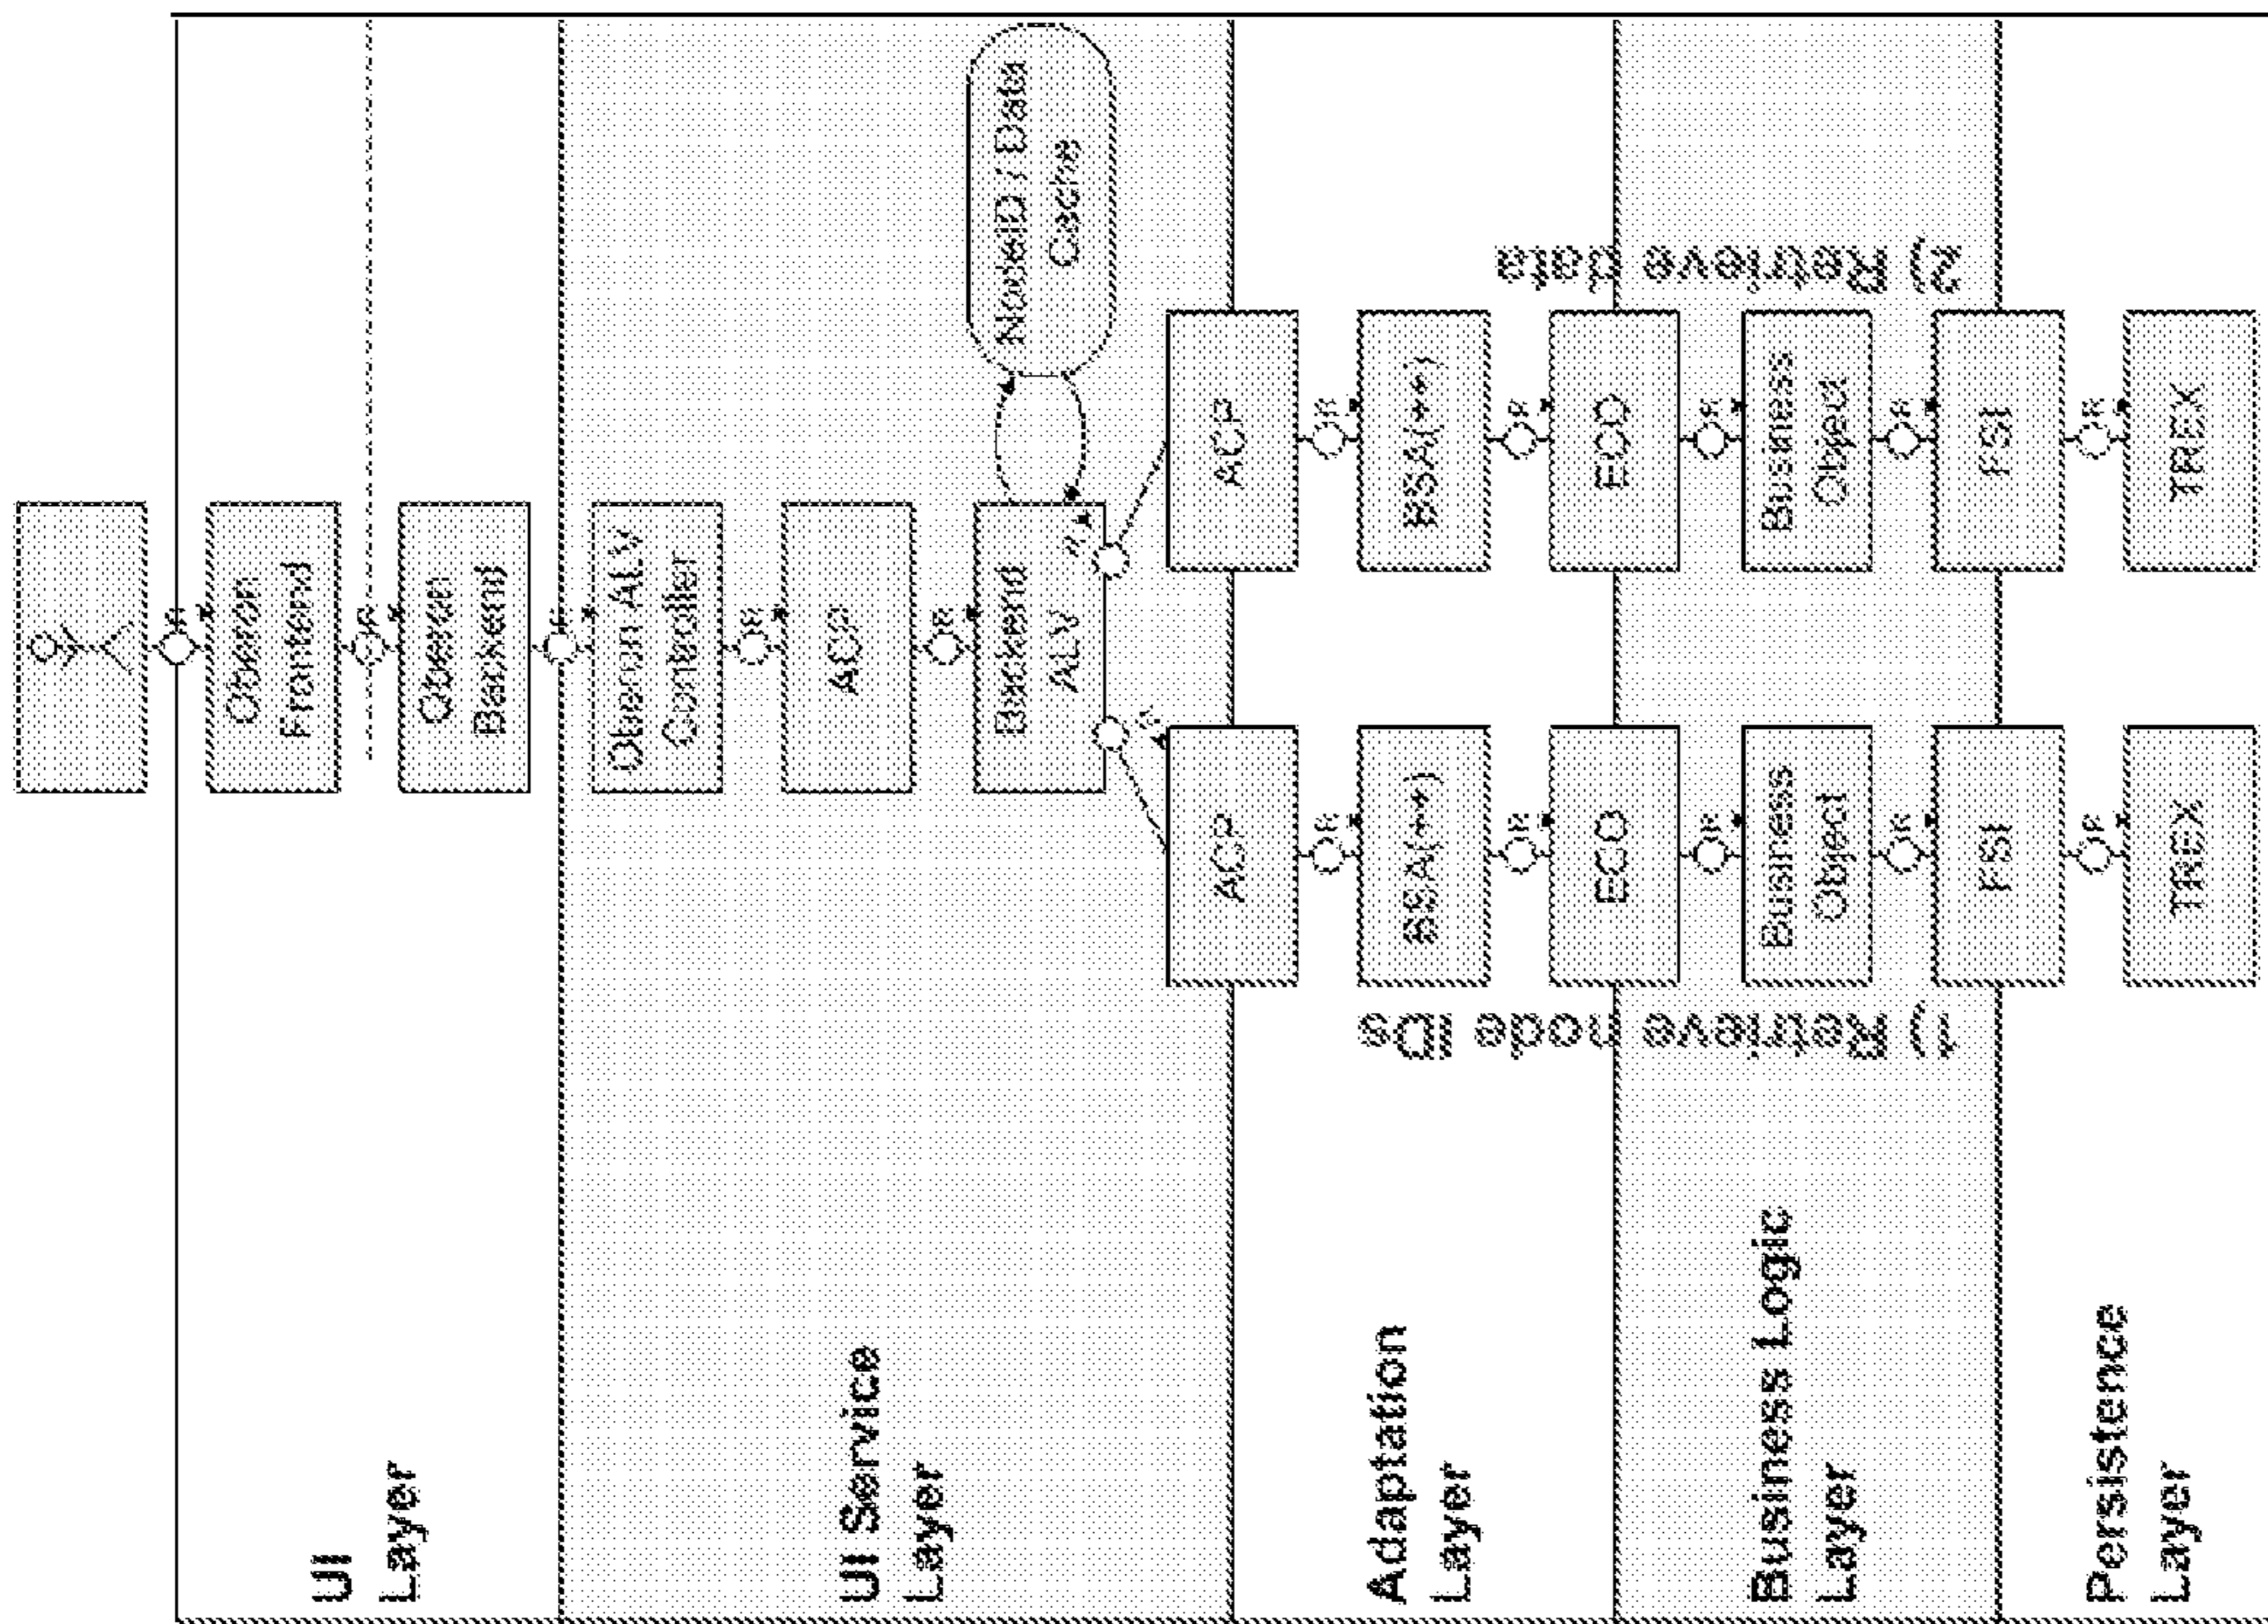 UI
Layer
R
Oberon
Frontend
R
Oberon
Backend
R
UI Service
Layer
Oberon ALV
Controller
R
ACP
R
Backend
ALV
NodeID / Data
Cache
R
R
ACP
ACP
R
R
Adaptation
Layer
BSA(++)
BSA(++)
R
R
ECO
ECO
R
R
1) Retrieve node IDs
2) Retrieve data
Business Logic
Layer
Business
Object
Business
Object
R
R
FSI
FSI
R
R
Persistence
Layer
TREX
TREX